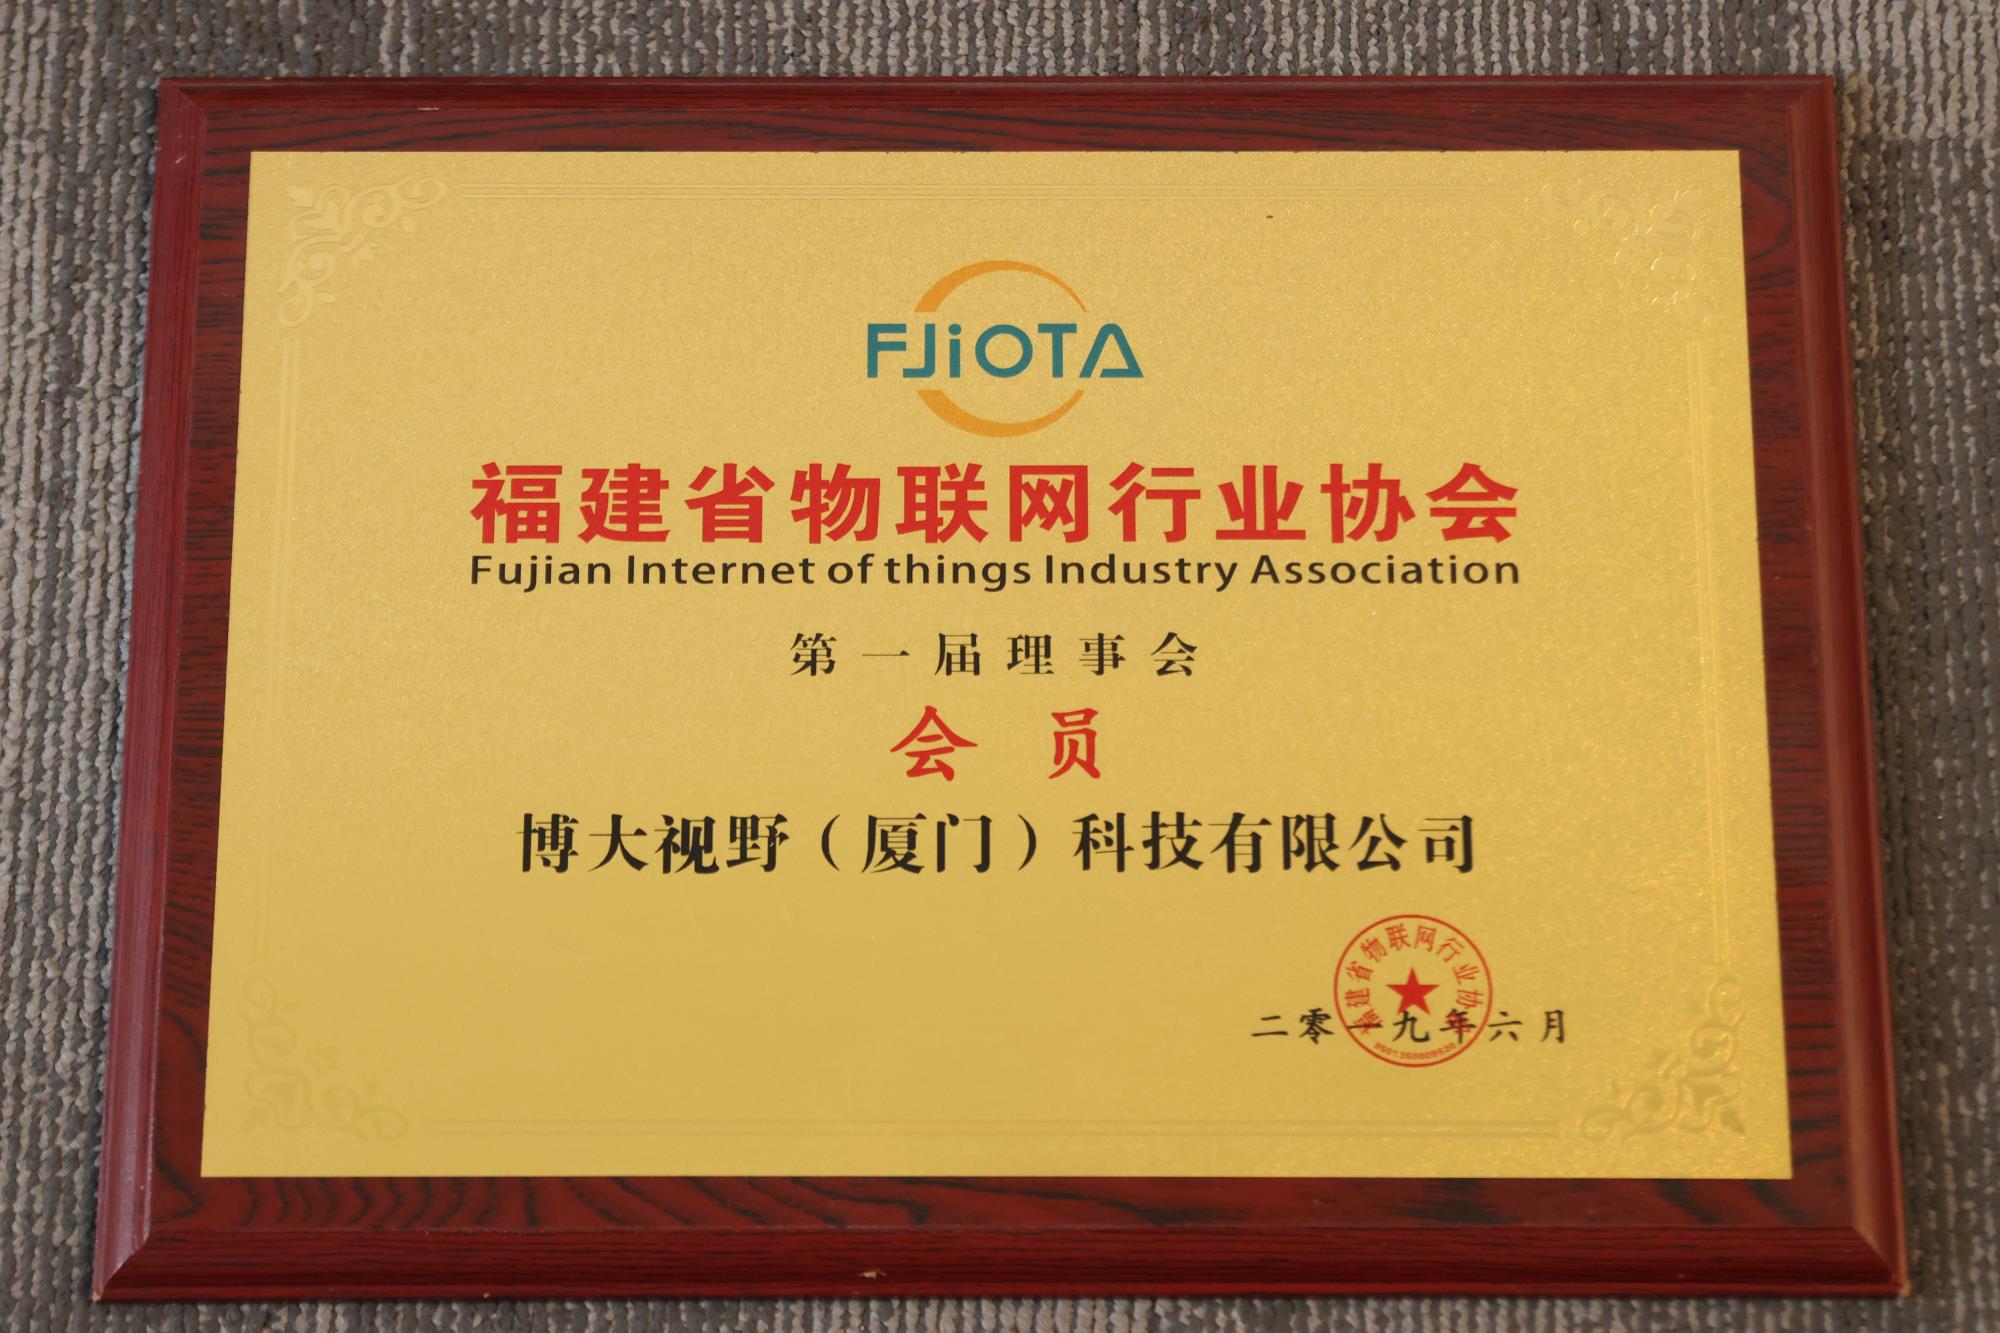 FJiOTA
福建省物联网行业协会
Fujian Internet of things Industry Association
第一届理事会
会员
博大视野（厦门）科技有限公司
福建省物联网行业协会
二零一九年六月